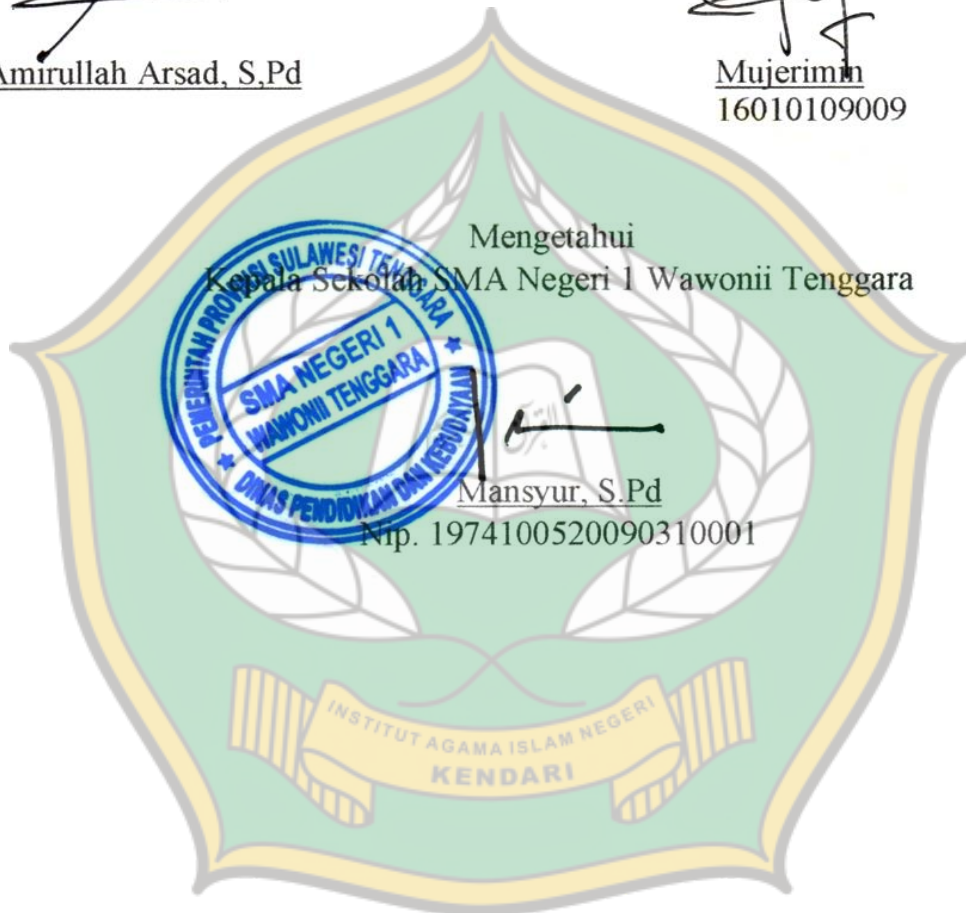 Amirullah Arsad, S,Pd
Mujerimin
16010109009
Mengetahui
Kepala Sekolah SMA Negeri 1 Wawonii Tenggara
PEMERINTAH PROVINSI SULAWESI TENGGARA
SMA NEGERI 1
WAWONII TENGGARA
DINAS PENDIDIKAN DAN KEBUDAYAAN
Mansyur, S.Pd
Nip. 1974100520090310001
INSTITUT AGAMA ISLAM NEGERI
KENDARI